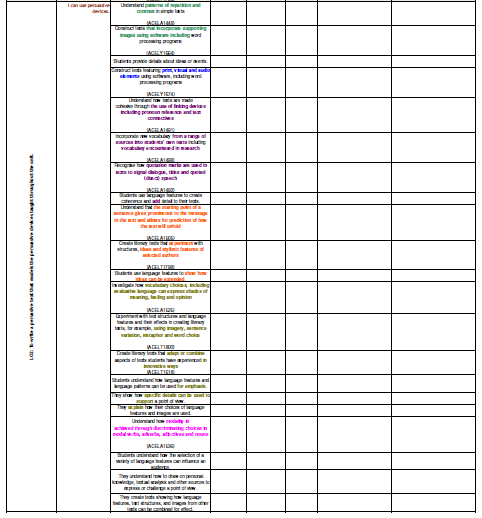 LO2: To write a persuasive text that models the persuasive devices taught throughout the unit.
I can use persuasive
devices.
Understand patterns of repetition and
contrast in simple texts
(ACELA1448)
Construct texts that incorporate supporting
images using software including word
processing programs
(ACELY1664)
Students provide details about ideas or events.
Construct texts featuring print, visual and audio
elements using software, including word
processing programs
(ACELY1674)
Understand how texts are made
cohesive through the use of linking devices
including pronoun reference and text
connectives
(ACELA1491)
Incorporate new vocabulary from a range of
sources into students' own texts including
vocabulary encountered in research
(ACELA1498)
Recognise how quotation marks are used in
texts to signal dialogue, titles and quoted
(direct) speech
(ACELA1492)
Students use language features to create
coherence and add detail to their texts.
Understand that the starting point of a
sentence gives prominence to the message
in the text and allows for prediction of how
the text will unfold
(ACELA1505)
Create literary texts that experiment with
structures, ideas and stylistic features of
selected authors
(ACELT1798)
Students use language features to show how
ideas can be extended.
Investigate how vocabulary choices, including
evaluative language can express shades of
meaning, feeling and opinion
(ACELA1525)
Experiment with text structures and language
features and their effects in creating literary
texts, for example, using imagery, sentence
variation, metaphor and word choice
(ACELT1800)
Create literary texts that adapt or combine
aspects of texts students have experienced in
innovative ways
(ACELT1618)
Students understand how language features and
language patterns can be used for emphasis.
They show how specific details can be used to
support a point of view.
They explain how their choices of language
features and images are used.
Understand how modality is
achieved through discriminating choices in
modal verbs, adverbs, adjectives and nouns
(ACELA1536)
Students understand how the selection of a
variety of language features can influence an
audience.
They understand how to draw on personal
knowledge, textual analysis and other sources to
express or challenge a point of view.
They create texts showing how language
features, text structures, and images from other
texts can be combined for effect.